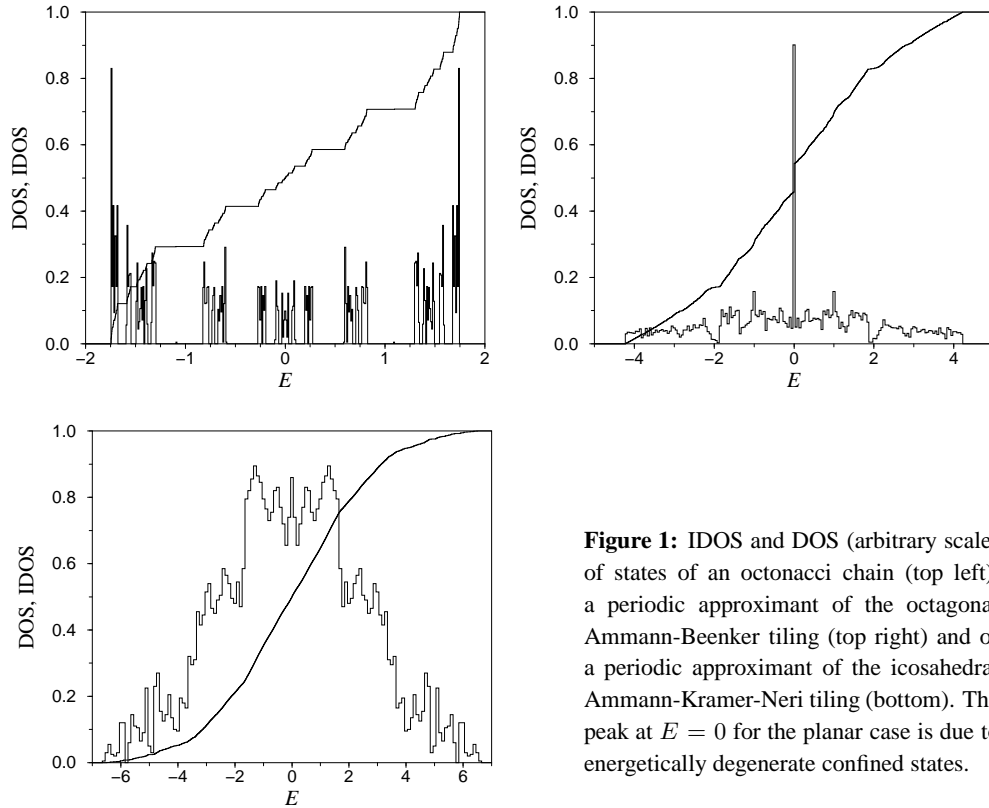 1.0
0.8
0.6
0.4
0.2
0.0
DOS, IDOS
−2 −1 0 1 2
E
1.0
0.8
0.6
0.4
0.2
0.0
DOS, IDOS
−4 −2 0 2 4
E
1.0
0.8
0.6
0.4
0.2
0.0
DOS, IDOS
−6 −4 −2 0 2 4 6
E
Figure 1: IDOS and DOS (arbitrary scale
of states of an octonacci chain (top left)
a periodic approximant of the octagona
Ammann-Beenker tiling (top right) and o
a periodic approximant of the icosahedra
Ammann-Kramer-Neri tiling (bottom). Th
peak at E = 0 for the planar case is due t
energetically degenerate confined states.